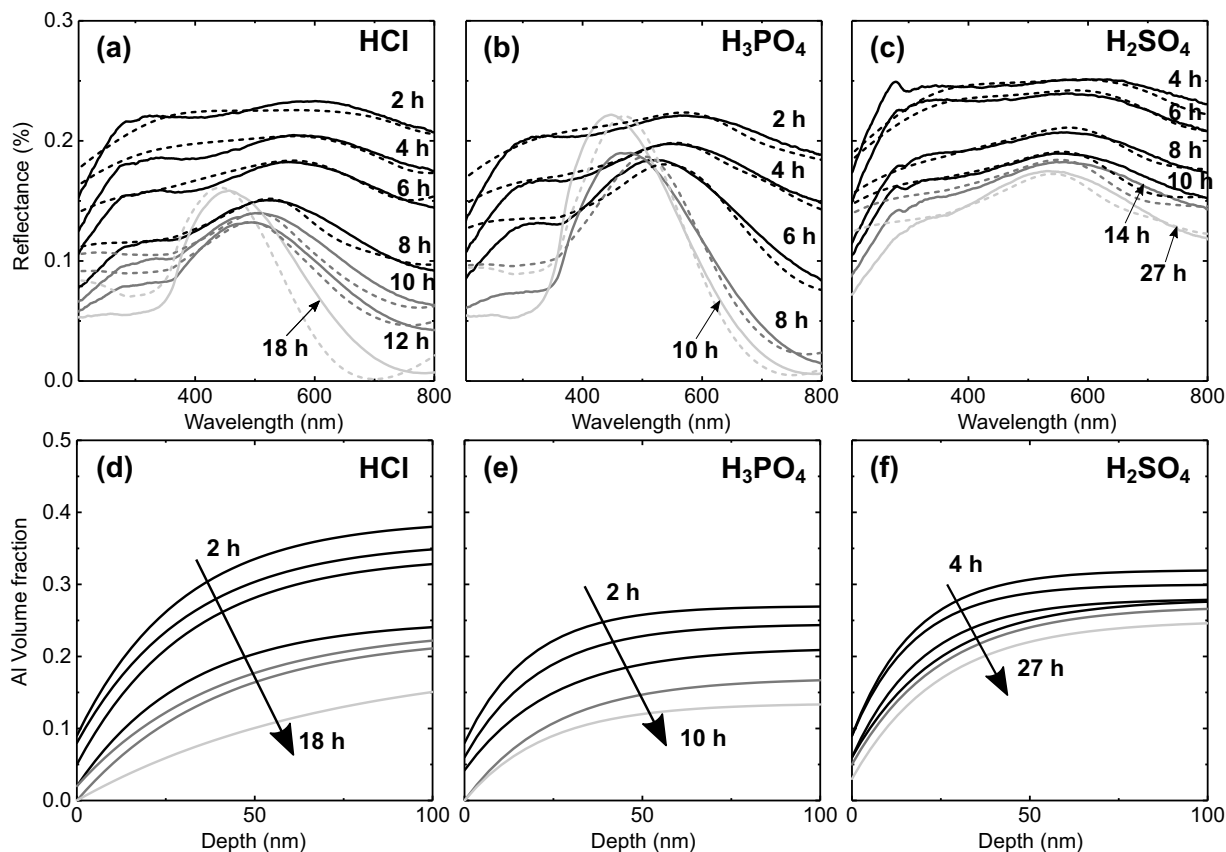 0.3
0.2
0.1
0.0
Reflectance (%)
(a)
HCl
2 h
4 h
6 h
8 h
10 h
12 h
18 h
400
600
800
Wavelength (nm)
(b)
H₃PO₄
2 h
4 h
6 h
8 h
10 h
400
600
800
Wavelength (nm)
(c)
H₂SO₄
4 h
6 h
8 h
10 h
14 h
27 h
400
600
800
Wavelength (nm)
0.5
0.4
0.3
0.2
0.1
0.0
Al Volume fraction
(d)
HCl
2 h
18 h
0
50
100
Depth (nm)
(e)
H₃PO₄
2 h
10 h
0
50
100
Depth (nm)
(f)
H₂SO₄
4 h
27 h
0
50
100
Depth (nm)